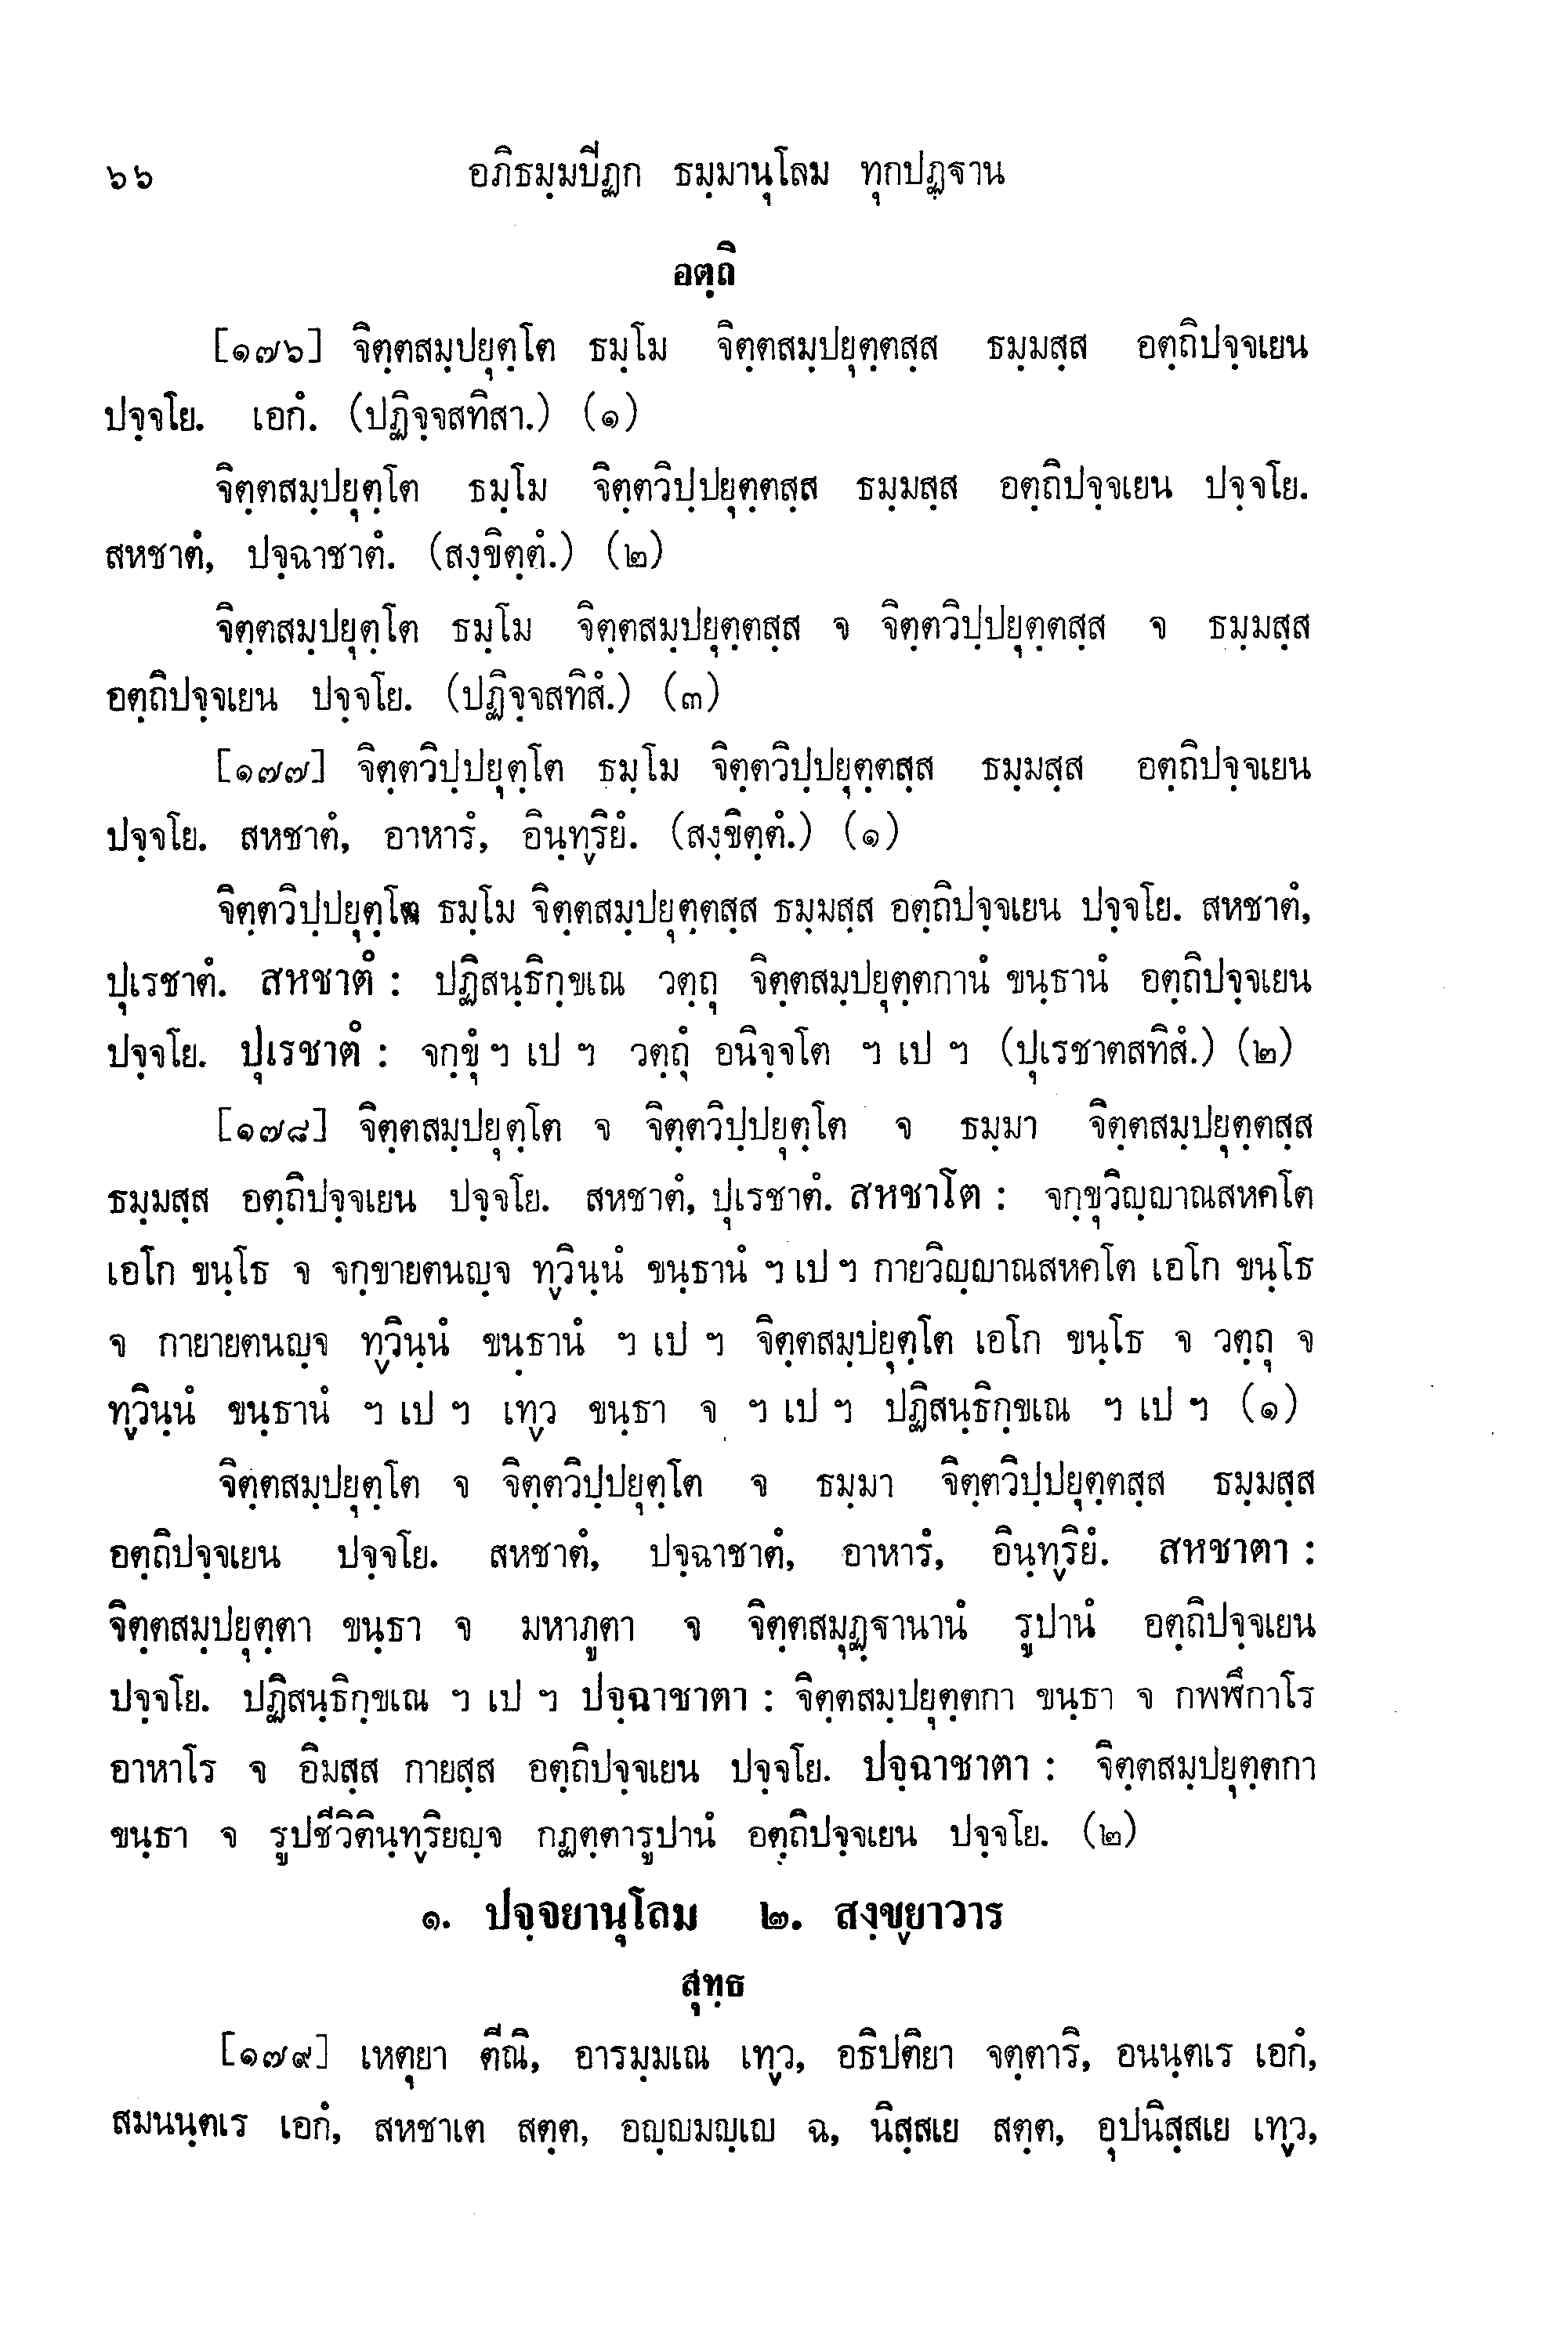 ๖๖ อภิธมฺมปีฏก ธมฺมานุโลม ทุกปฏฺฐาน
อตฺถิ
[๑๗๖] จิตฺตสมฺปยุตฺโต ธมฺโม จิตฺตสมฺปยุตฺตสฺส ธมฺมสฺส อตฺถิปจฺจเยน
ปจฺจโย. เอกํ. (ปฏิจฺจสทิสา.) (๑)
จิตฺตสมฺปยุตฺโต ธมฺโม จิตฺตวิปฺปยุตฺตสฺส ธมฺมสฺส อตฺถิปจฺจเยน ปจฺจโย.
สหชาตํ, ปจฺฉาชาตํ. (สงฺขิตฺตํ.) (๒)
จิตฺตสมฺปยุตฺโต ธมฺโม จิตฺตสมฺปยุตฺตสฺส จ จิตฺตวิปฺปยุตฺตสฺส จ ธมฺมสฺส
อตฺถิปจฺจเยน ปจฺจโย. (ปฏิจฺจสทิสํ.) (๓)
[๑๗๗] จิตฺตวิปฺปยุตฺโต ธมฺโม จิตฺตวิปฺปยุตฺตสฺส ธมฺมสฺส อตฺถิปจฺจเยน
ปจฺจโย. สหชาตํ, อาหารํ, อินฺทฺริยํ. (สงฺขิตฺตํ.) (๑)
จิตฺตวิปฺปยุตฺโต ธมฺโม จิตฺตสมฺปยุตฺตสฺส ธมฺมสฺส อตฺถิปจฺจเยน ปจฺจโย. สหชาตํ,
ปุเรชาตํ. สหชาตํ : ปฏิสนฺธิกฺขเณ วตฺถุ จิตฺตสมฺปยุตฺตกานํ ขนฺธานํ อตฺถิปจฺจเยน
ปจฺจโย. ปุเรชาตํ : จกฺขุํ ฯ เป ฯ วตฺถุํ อนิจฺจโต ฯ เป ฯ (ปุเรชาตสทิสํ.) (๒)
[๑๗๘] จิตฺตสมฺปยุตฺโต จ จิตฺตวิปฺปยุตฺโต จ ธมฺมา จิตฺตสมฺปยุตฺตสฺส
ธมฺมสฺส อตฺถิปจฺจเยน ปจฺจโย. สหชาตํ, ปุเรชาตํ. สหชาโต : จกฺขุวิญฺญาณสหคโต
เอโก ขนฺโธ จ จกฺขายตนญฺจ ทฺวินฺนํ ขนฺธานํ ฯ เป ฯ กายวิญฺญาณสหคโต เอโก ขนฺโธ
จ กายายตนญฺจ ทฺวินฺนํ ขนฺธานํ ฯ เป ฯ จิตฺตสมฺปยุตฺโต เอโก ขนฺโธ จ วตฺถุ จ
ทฺวินฺนํ ขนฺธานํ ฯ เป ฯ เทฺว ขนฺธา จ ฯ เป ฯ ปฏิสนฺธิกฺขเณ ฯ เป ฯ (๑)
จิตฺตสมฺปยุตฺโต จ จิตฺตวิปฺปยุตฺโต จ ธมฺมา จิตฺตวิปฺปยุตฺตสฺส ธมฺมสฺส
อตฺถิปจฺจเยน ปจฺจโย. สหชาตํ, ปจฺฉาชาตํ, อาหารํ, อินฺทฺริยํ. สหชาตา :
จิตฺตสมฺปยุตฺตา ขนฺธา จ มหาภูตา จ จิตฺตสมุฏฺฐานานํ รูปานํ อตฺถิปจฺจเยน
ปจฺจโย. ปฏิสนฺธิกฺขเณ ฯ เป ฯ ปจฺฉาชาตา : จิตฺตสมฺปยุตฺตกา ขนฺธา จ กพฬึกาโร
อาหาโร จ อิมสฺส กายสฺส อตฺถิปจฺจเยน ปจฺจโย. ปจฺฉาชาตา : จิตฺตสมฺปยุตฺตกา
ขนฺธา จ รูปชีวิตินฺทฺริยญฺจ กฏตฺตารูปานํ อตฺถิปจฺจเยน ปจฺจโย. (๒)
๑. ปจฺจยานุโลม ๒. สงฺขฺยาวาร
สุทฺธ
[๑๗๙] เหตุยา ตีณิ, อารมฺมเณ เทฺว, อธิปติยา จตฺตาริ, อนนฺตเร เอกํ,
สมนนฺตเร เอกํ, สหชาเต สตฺต, อญฺญมญฺเญ ฉ, นิสฺสเย สตฺต, อุปนิสฺสเย เทฺว,